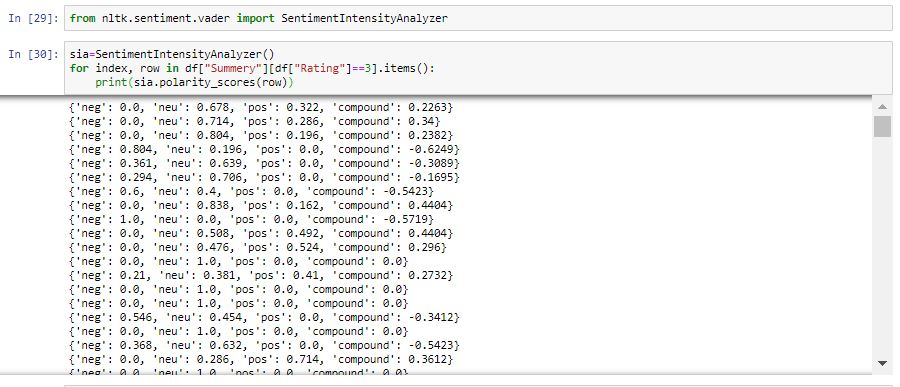 In [29]: from nltk.sentiment.vader import SentimentIntensityAnalyzer
In [30]: sia=SentimentIntensityAnalyzer()
for index, row in df["Summery"][df["Rating"]==3].items():
    print(sia.polarity_scores(row))
{'neg': 0.0, 'neu': 0.678, 'pos': 0.322, 'compound': 0.2263}
{'neg': 0.0, 'neu': 0.714, 'pos': 0.286, 'compound': 0.34}
{'neg': 0.0, 'neu': 0.804, 'pos': 0.196, 'compound': 0.2382}
{'neg': 0.804, 'neu': 0.196, 'pos': 0.0, 'compound': -0.6249}
{'neg': 0.361, 'neu': 0.639, 'pos': 0.0, 'compound': -0.3089}
{'neg': 0.294, 'neu': 0.706, 'pos': 0.0, 'compound': -0.1695}
{'neg': 0.6, 'neu': 0.4, 'pos': 0.0, 'compound': -0.5423}
{'neg': 0.0, 'neu': 0.838, 'pos': 0.162, 'compound': 0.4404}
{'neg': 1.0, 'neu': 0.0, 'pos': 0.0, 'compound': -0.5719}
{'neg': 0.0, 'neu': 0.508, 'pos': 0.492, 'compound': 0.4404}
{'neg': 0.0, 'neu': 0.476, 'pos': 0.524, 'compound': 0.296}
{'neg': 0.0, 'neu': 1.0, 'pos': 0.0, 'compound': 0.0}
{'neg': 0.21, 'neu': 0.381, 'pos': 0.41, 'compound': 0.2732}
{'neg': 0.0, 'neu': 1.0, 'pos': 0.0, 'compound': 0.0}
{'neg': 0.0, 'neu': 1.0, 'pos': 0.0, 'compound': 0.0}
{'neg': 0.546, 'neu': 0.454, 'pos': 0.0, 'compound': -0.3412}
{'neg': 0.0, 'neu': 1.0, 'pos': 0.0, 'compound': 0.0}
{'neg': 0.368, 'neu': 0.632, 'pos': 0.0, 'compound': -0.5423}
{'neg': 0.0, 'neu': 0.286, 'pos': 0.714, 'compound': 0.3612}
{'neg': 0.0, 'neu': 1.0, 'pos': 0.0, 'compound': 0.0}